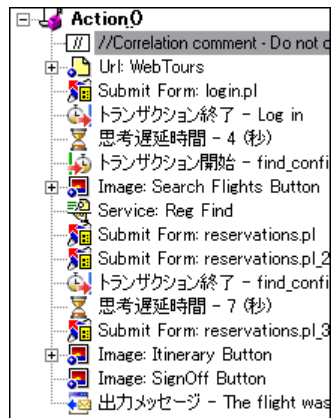 Action()
//Correlation comment - Do not c
Url: WebTours
Submit Form: login.pl
トランザクション終了 - Log in
思考遅延時間 - 4 (秒)
トランザクション開始 - find_confi
Image: Search Flights Button
Service: Reg Find
Submit Form: reservations.pl
Submit Form: reservations.pl_2
トランザクション終了 - find_confi
思考遅延時間 - 7 (秒)
Submit Form: reservations.pl_3
Image: Itinerary Button
Image: SignOff Button
出力メッセージ - The flight was